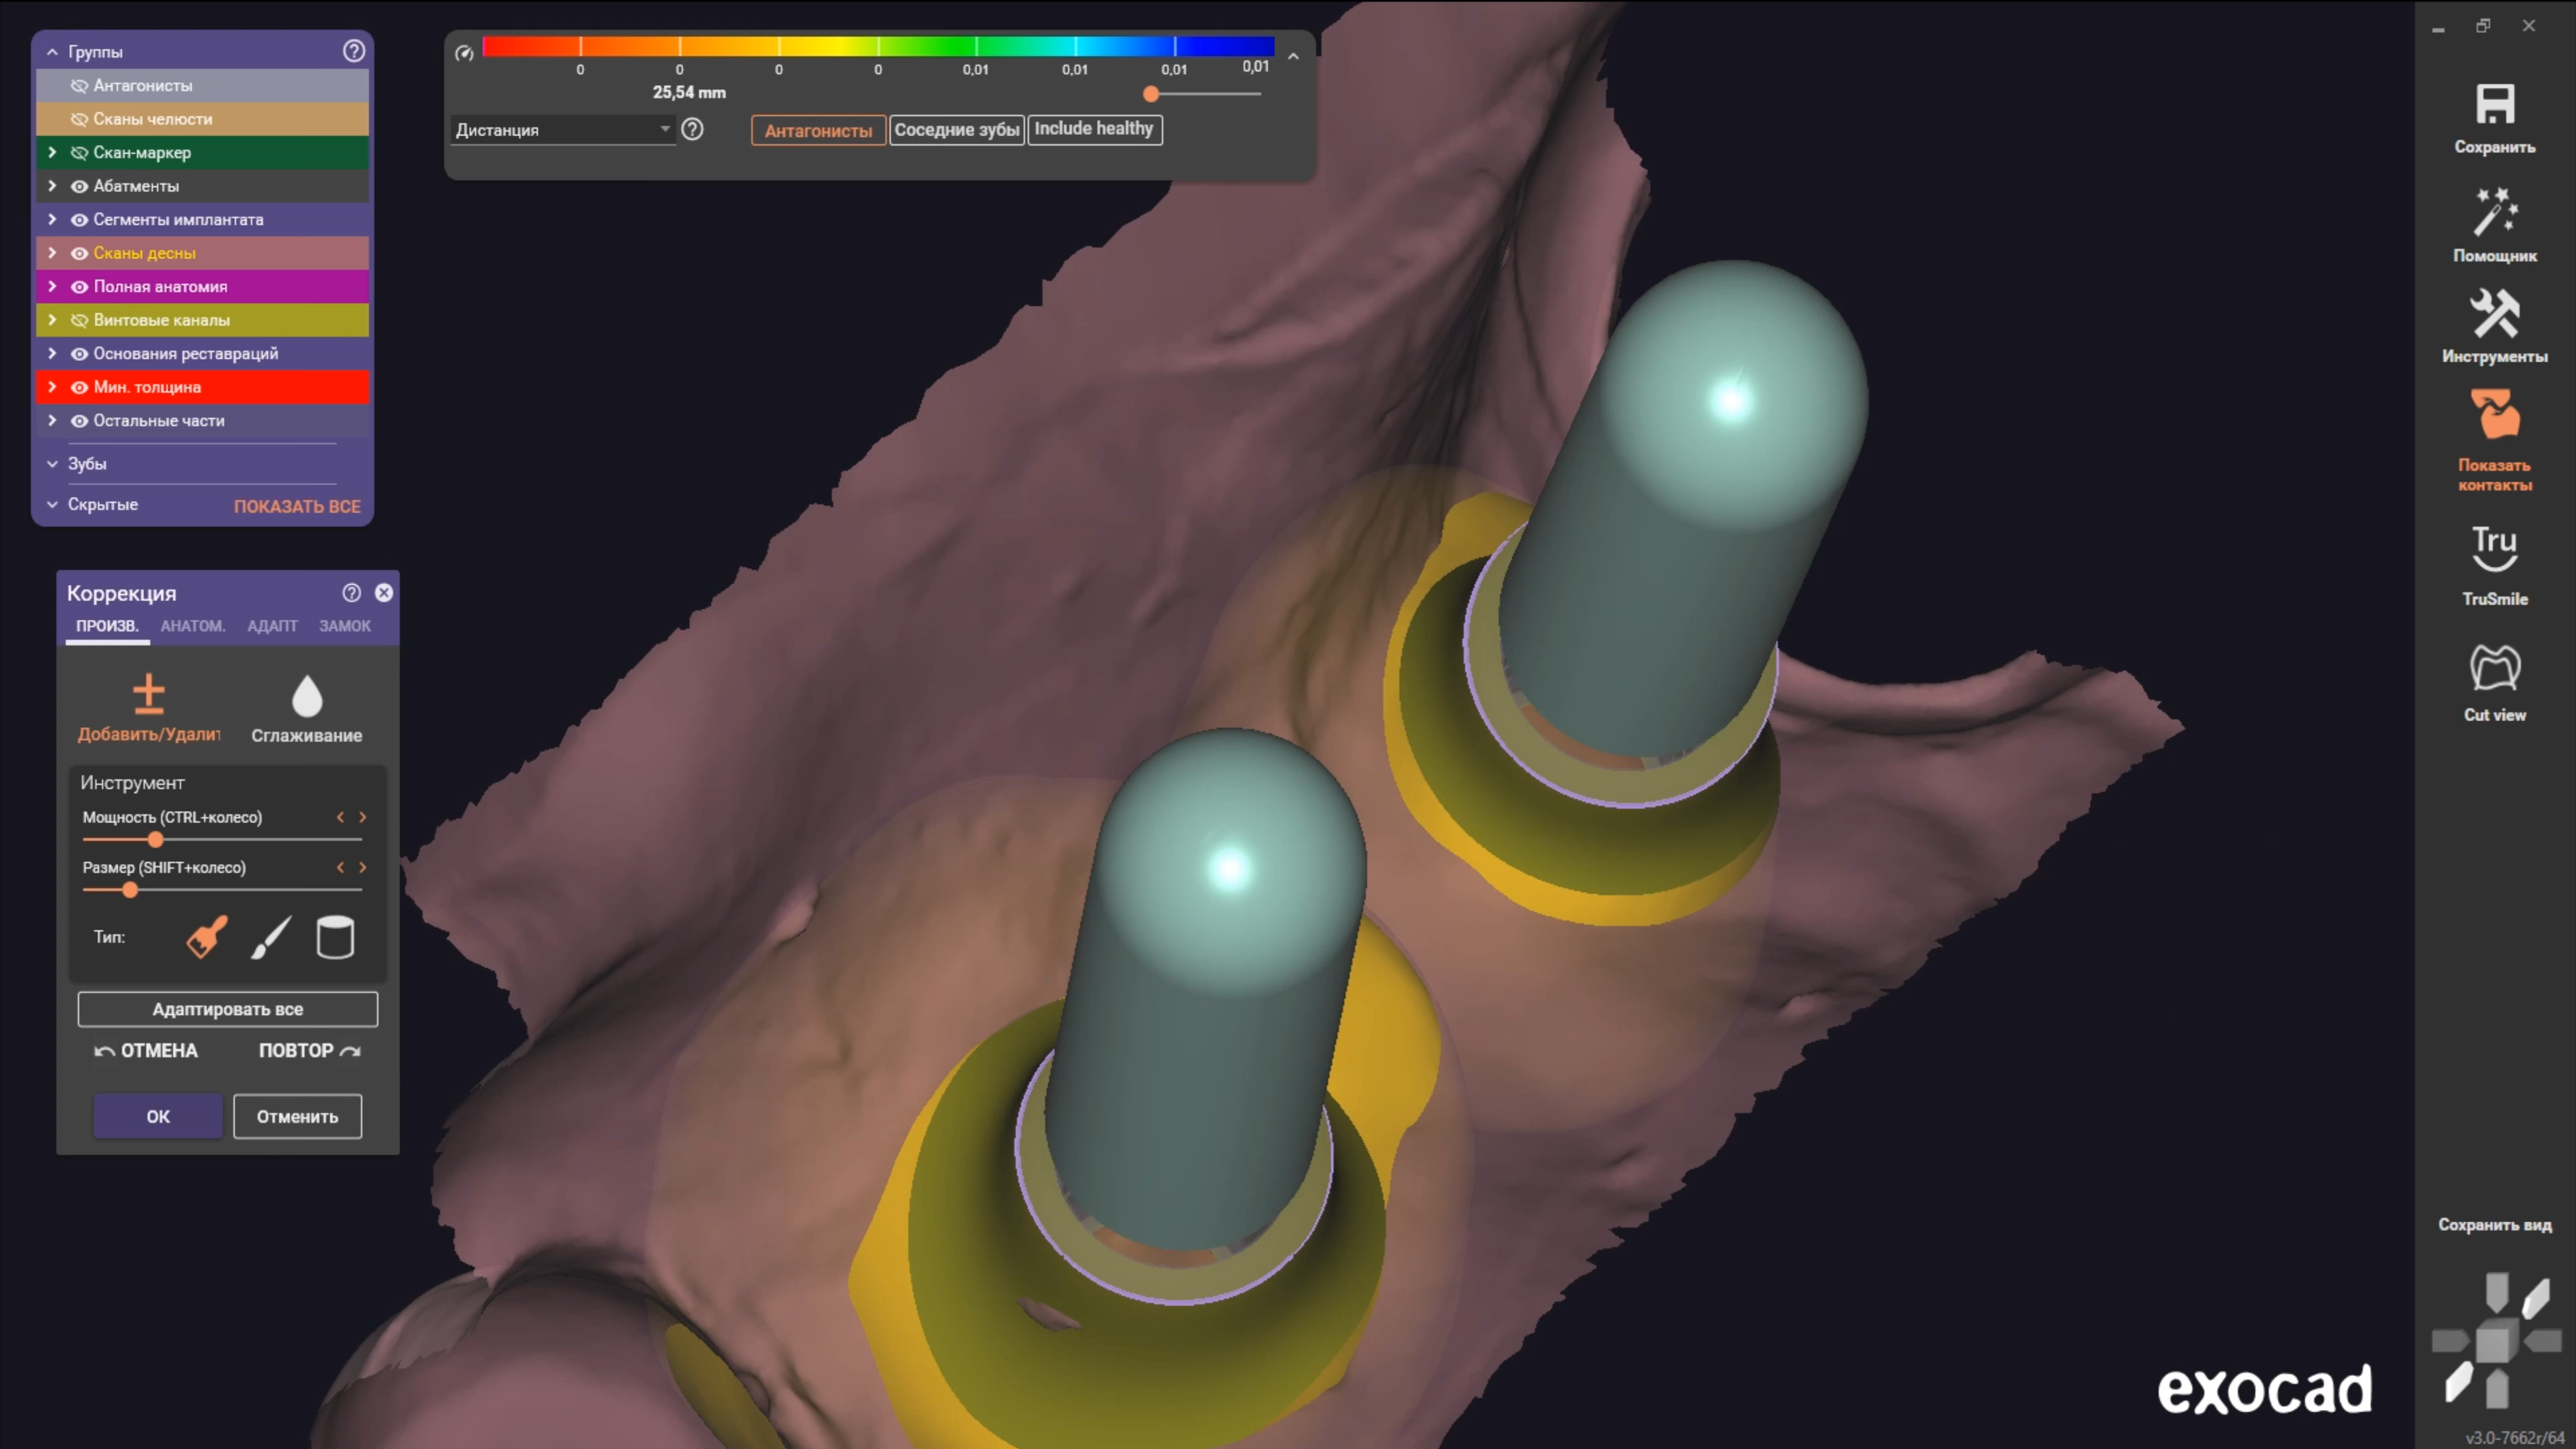 Группы
Антагонисты
Сканы челюсти
Скан-маркер
Абатменты
Сегменты имплантата
Сканы десны
Полная анатомия
Винтовые каналы
Основания реставраций
Мин. толщина
Остальные части
Зубы
Скрытые ПОКАЗАТЬ ВСЕ
0 0 0 0 0,01 0,01 0,01 0,01
25,54 mm
Дистанция Антагонисты Соседние зубы Include healthy
Коррекция
ПРОИЗВ. АНАТОМ. АДАПТ ЗАМОК
Добавить/Удалит Сглаживание
Инструмент
Мощность (CTRL+колесо)
Размер (SHIFT+колесо)
Тип:
Адаптировать все
ОТМЕНА ПОВТОР
OK Отменить
Сохранить
Помощник
Инструменты
Показать
контакты
Tru
TruSmile
Cut view
Сохранить вид
exocad
v3.0-7662r/64